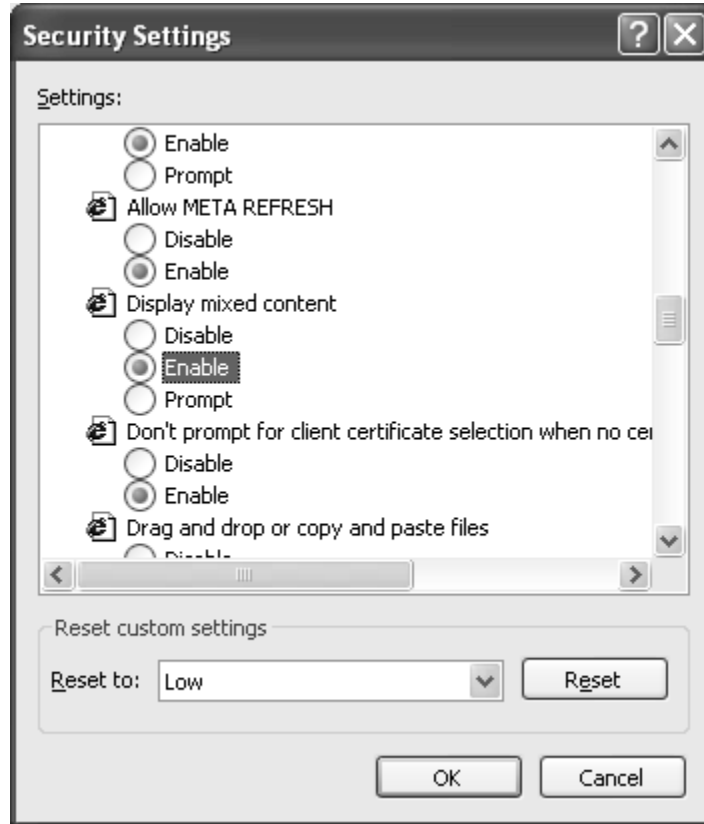 Security Settings
Settings:
Enable
Prompt
Allow META REFRESH
Disable
Enable
Display mixed content
Disable
Enable
Prompt
Don't prompt for client certificate selection when no cer
Disable
Enable
Drag and drop or copy and paste files
Disable
Reset custom settings
Reset to: Low Reset
OK Cancel